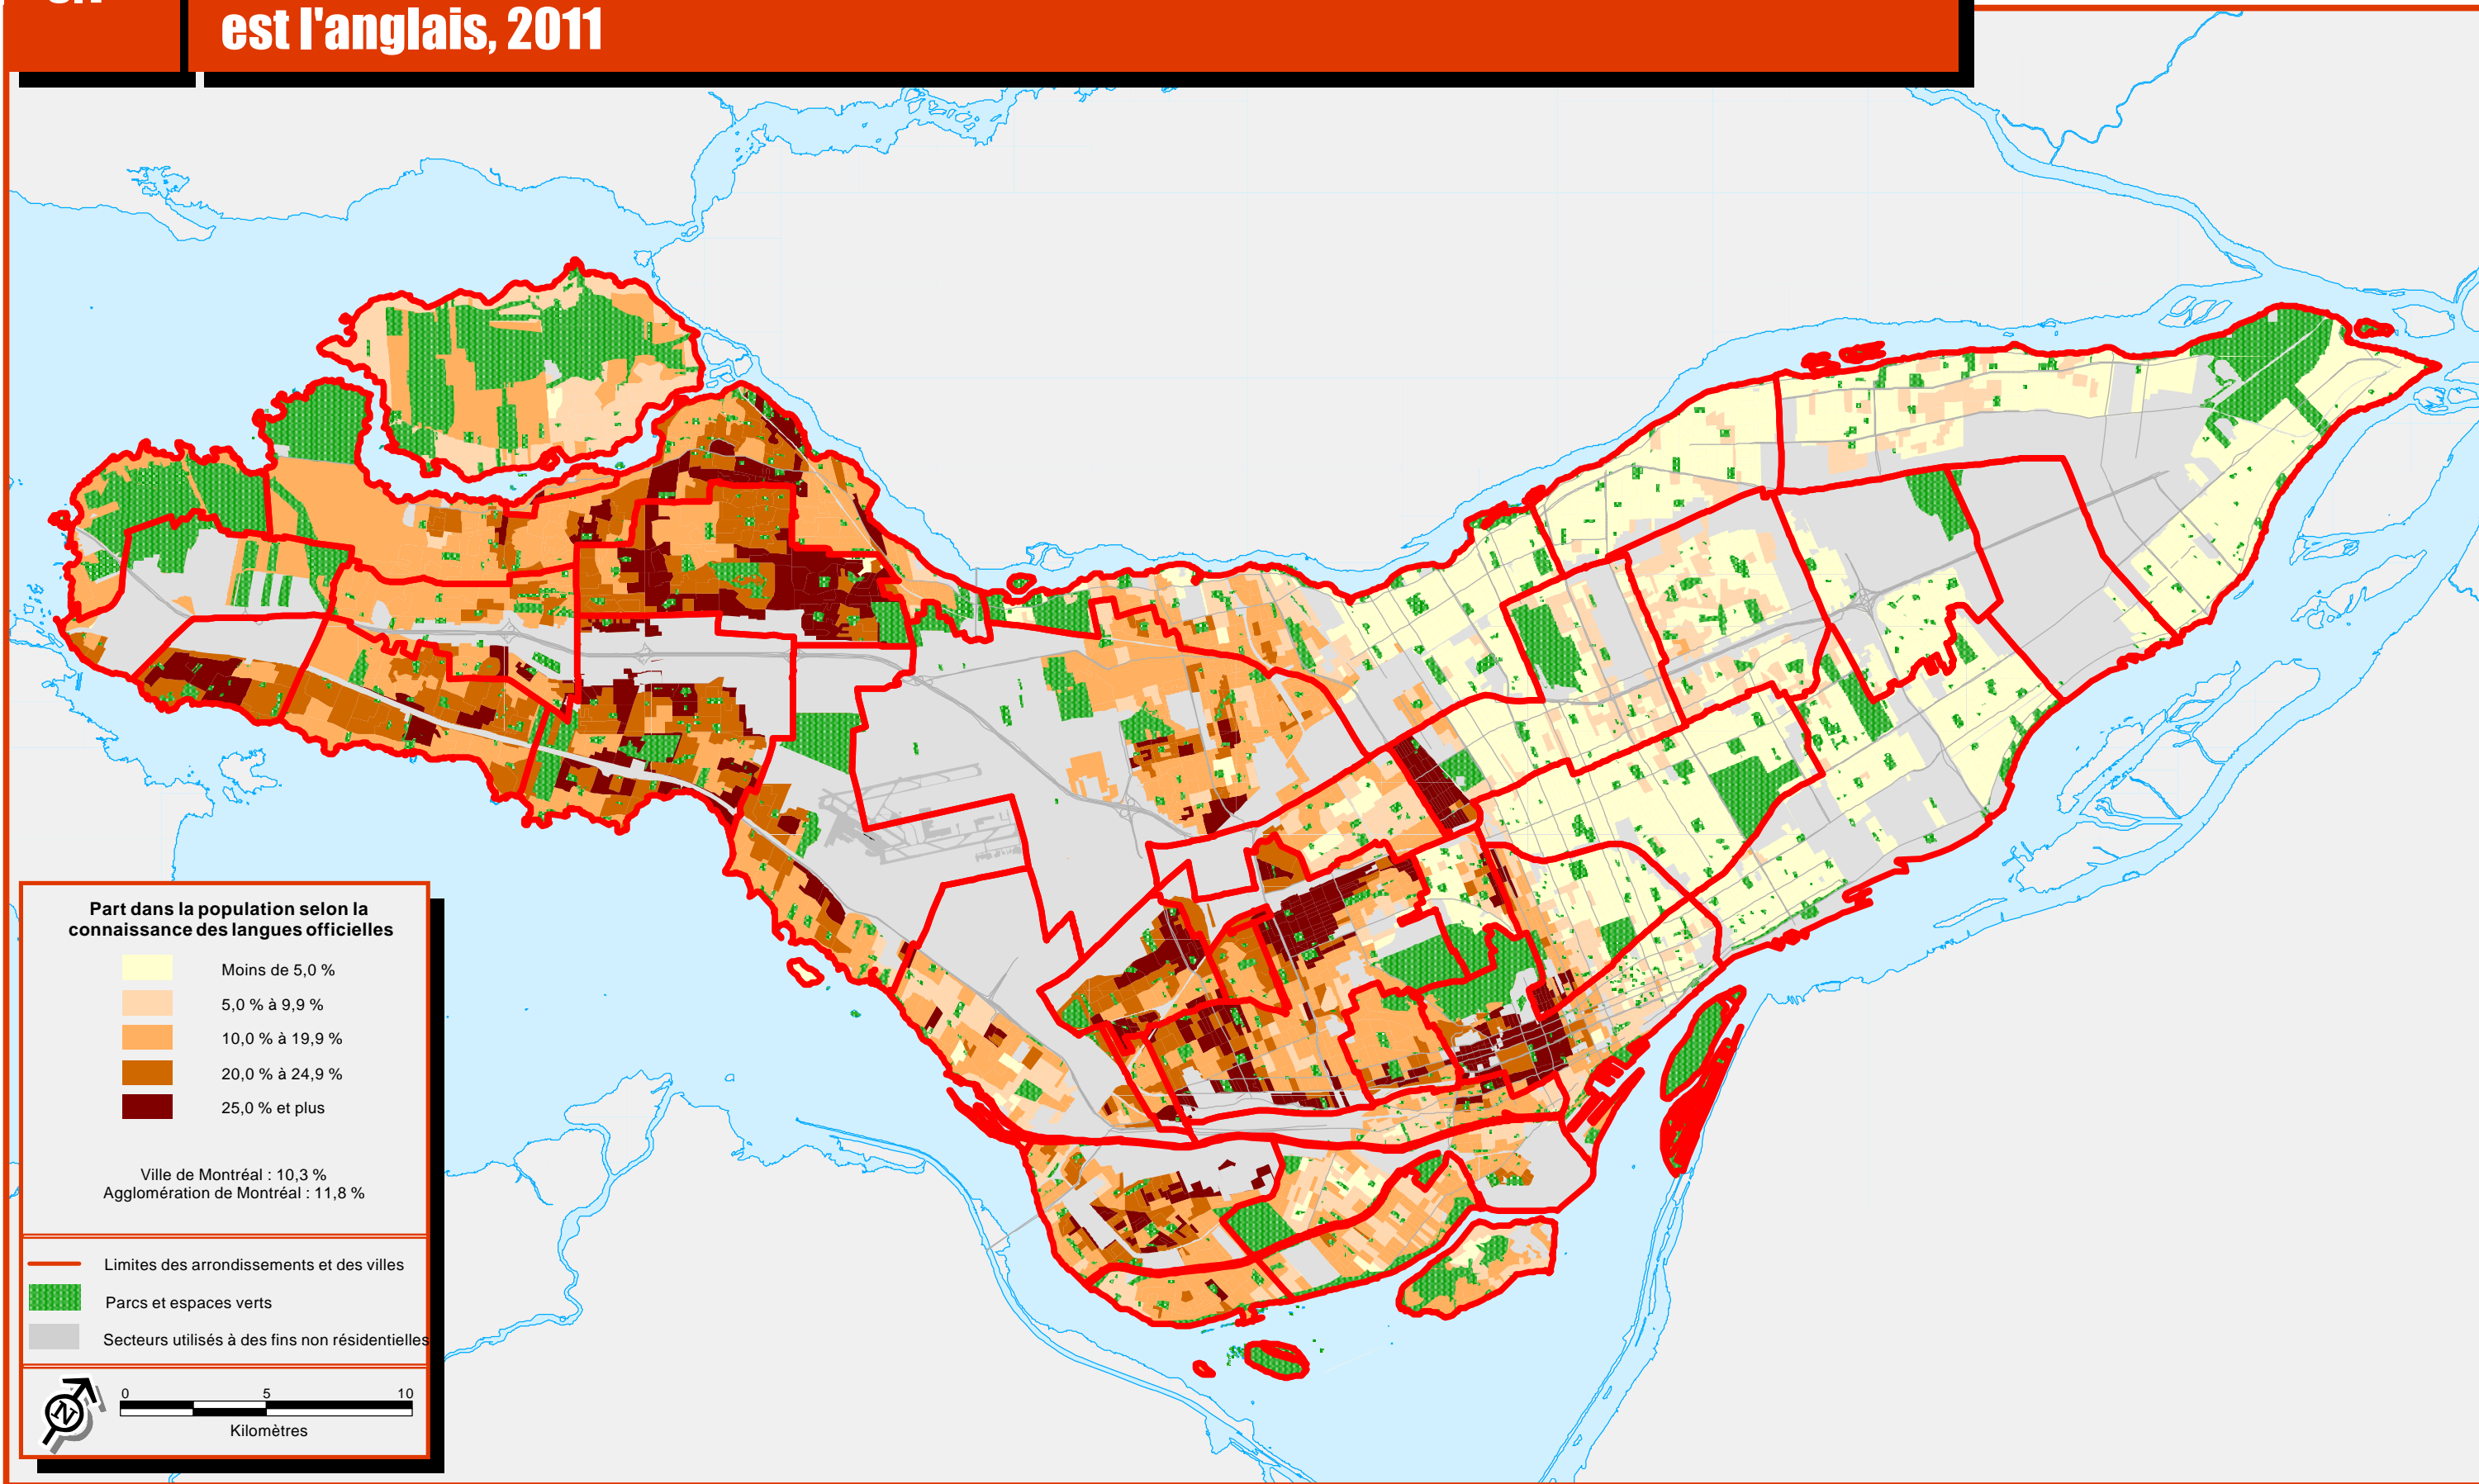 est l'anglais, 2011
Part dans la population selon la
connaissance des langues officielles
Moins de 5,0 %
5,0 % à 9,9 %
10,0 % à 19,9 %
20,0 % à 24,9 %
25,0 % et plus
Ville de Montréal : 10,3 %
Agglomération de Montréal : 11,8 %
Limites des arrondissements et des villes
Parcs et espaces verts
Secteurs utilisés à des fins non résidentielles
N
0 5 10
Kilomètres